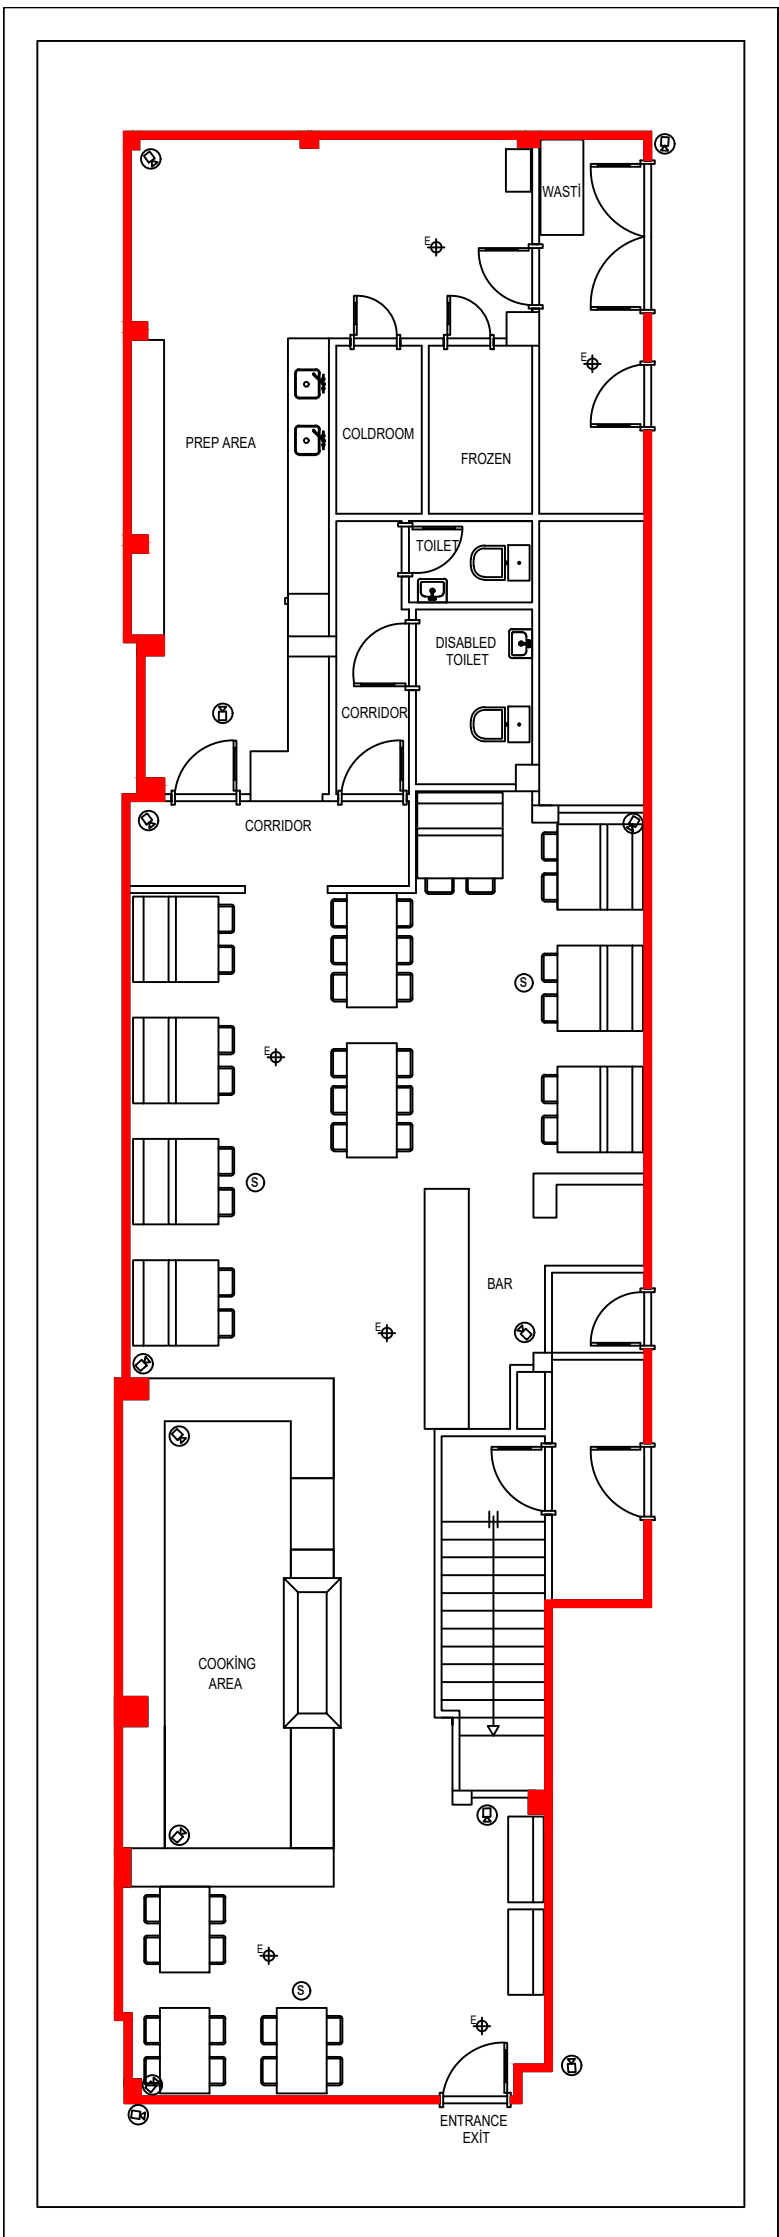 WASTİ
E
E
COLDROOM
PREP AREA
FROZEN
TOILET
DISABLED
TOILET
CORRIDOR
CORRIDOR
S
E
S
BAR
E
COOKİNG
AREA
E
S
E
ENTRANCE
EXİT